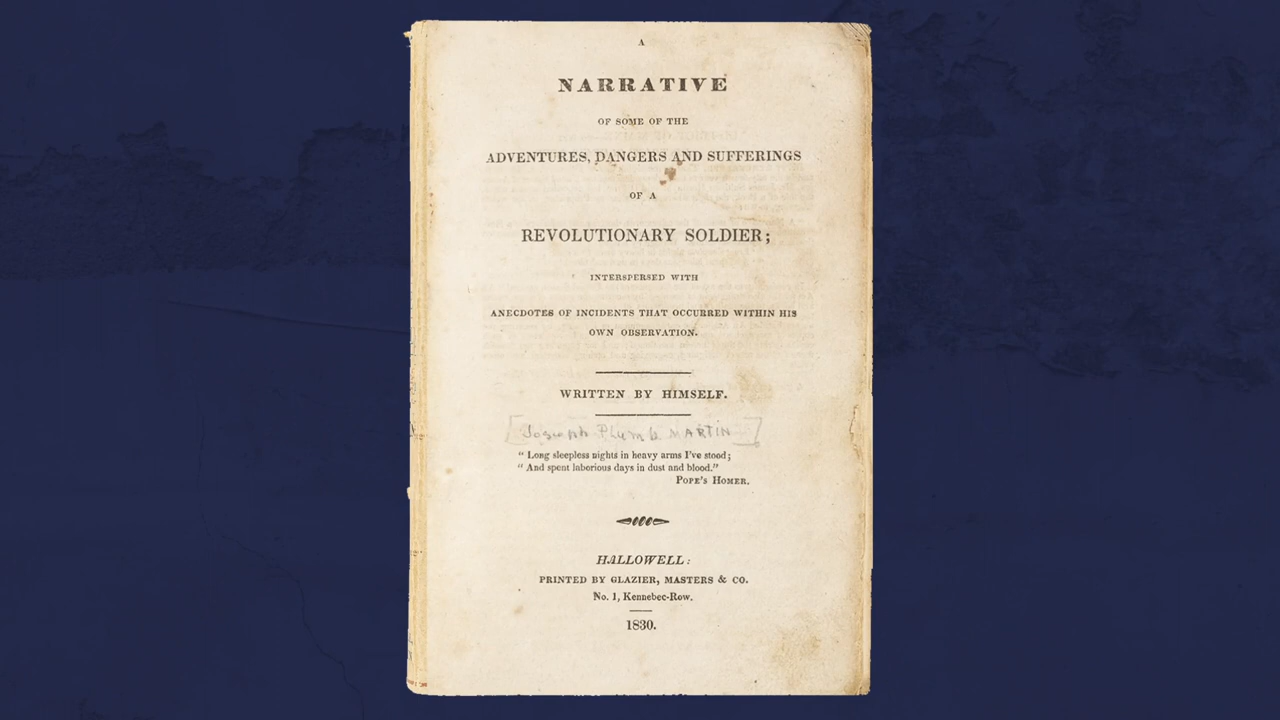 A
NARRATIVE
OF SOME OF THE
ADVENTURES, DANGERS AND SUFFERINGS
OF A
REVOLUTIONARY SOLDIER;
INTERSPERSED WITH
ANECDOTES OF INCIDENTS THAT OCCURRED WITHIN HIS
OWN OBSERVATION.
WRITTEN BY HIMSELF.
[Joseph Plumb MARTIN]
“ Long sleepless nights in heavy arms I've stood;
“ And spent laborious days in dust and blood.”
POPE'S HOMER.
HALLOWELL:
PRINTED BY GLAZIER, MASTERS & CO.
No. 1, Kennebec-Row.
1830.